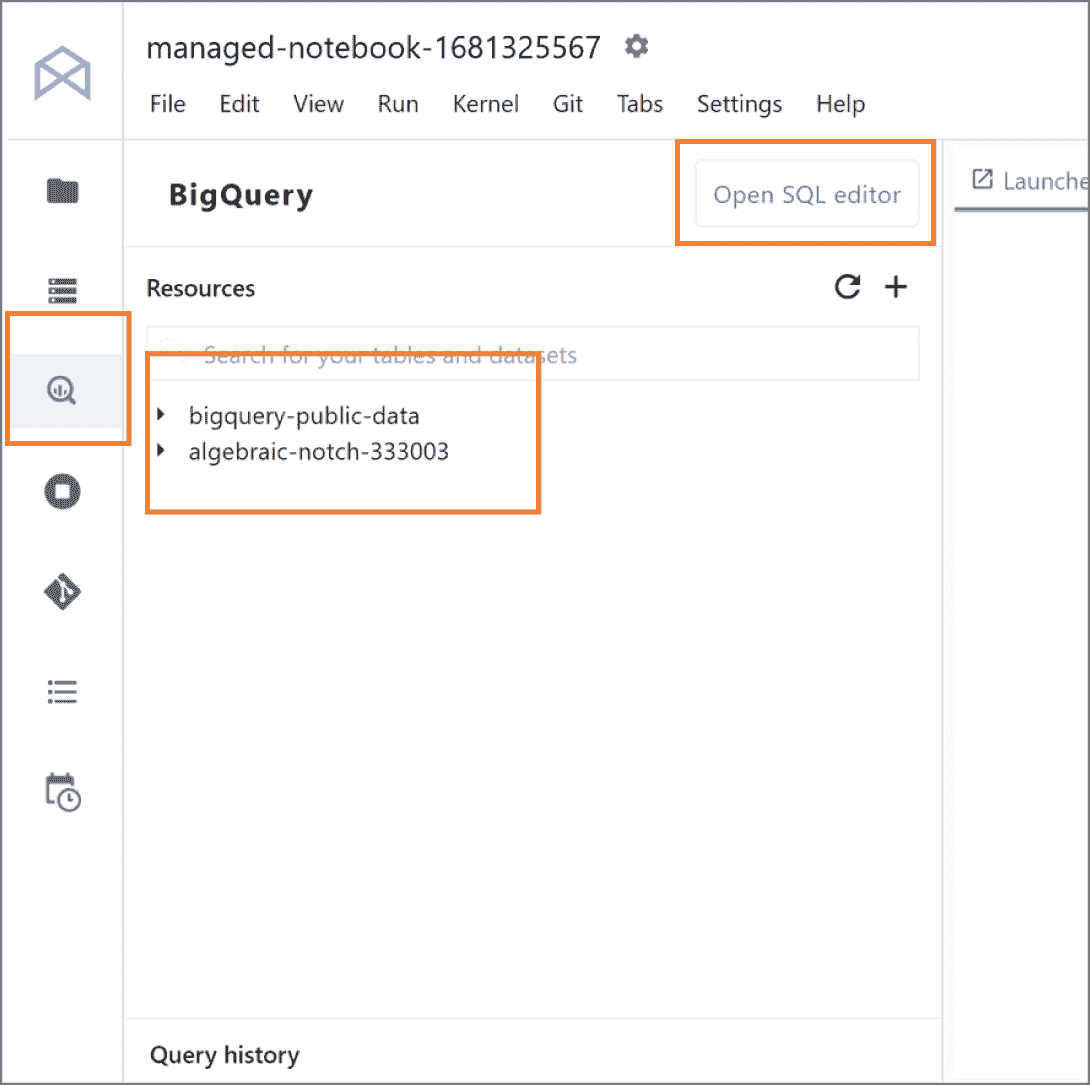 managed-notebook-1681325567
File Edit View Run Kernel Git Tabs Settings Help
BigQuery
Open SQL editor
Launche
Resources
Search for your tables and datasets
bigquery-public-data
algebraic-notch-333003
Query history